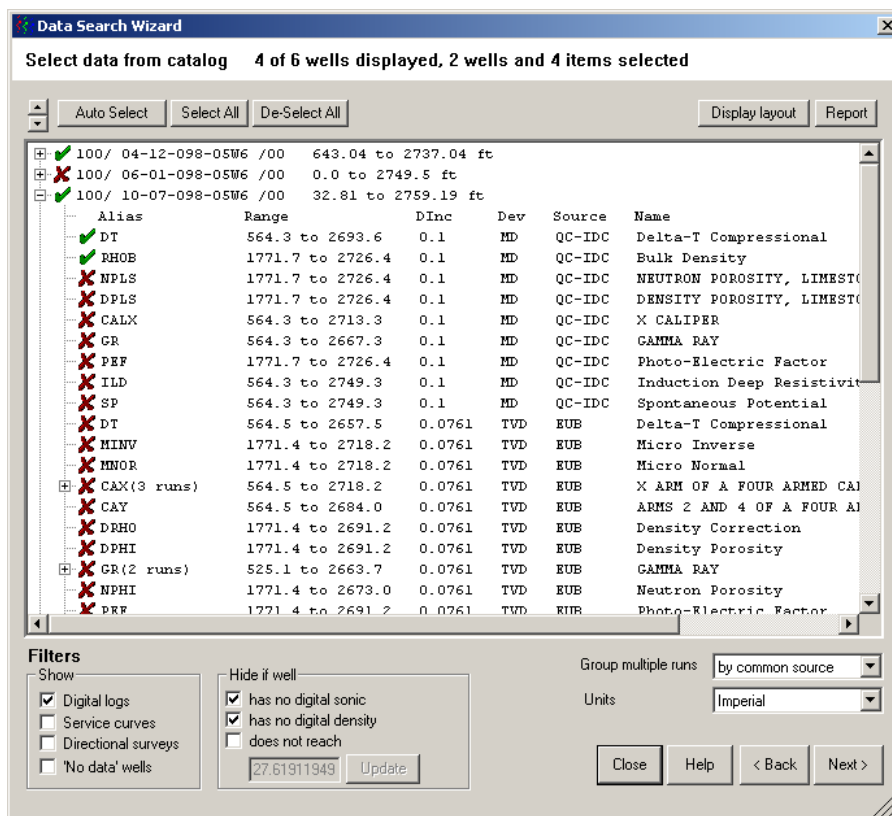 Data Search Wizard
Select data from catalog 4 of 6 wells displayed, 2 wells and 4 items selected
Auto Select Select All De-Select All Display layout Report
100/ 04-12-098-05W6 /00 643.04 to 2737.04 ft
100/ 06-01-098-05W6 /00 0.0 to 2749.5 ft
100/ 10-07-098-05W6 /00 32.81 to 2759.19 ft
Alias Range DInc Dev Source Name
DT 564.3 to 2693.6 0.1 MD QC-IDC Delta-T Compressional
RHOB 1771.7 to 2726.4 0.1 MD QC-IDC Bulk Density
NPLS 1771.7 to 2726.4 0.1 MD QC-IDC NEUTRON POROSITY, LIMESTO
DPLS 1771.7 to 2726.4 0.1 MD QC-IDC DENSITY POROSITY, LIMESTO
CALX 564.3 to 2713.3 0.1 MD QC-IDC X CALIPER
GR 564.3 to 2667.3 0.1 MD QC-IDC GAMMA RAY
PEF 1771.7 to 2726.4 0.1 MD QC-IDC Photo-Electric Factor
ILD 564.3 to 2749.3 0.1 MD QC-IDC Induction Deep Resistivit
SP 564.3 to 2749.3 0.1 MD QC-IDC Spontaneous Potential
DT 564.5 to 2657.5 0.0761 TVD EUB Delta-T Compressional
MINV 1771.4 to 2718.2 0.0761 TVD EUB Micro Inverse
MNOR 1771.4 to 2718.2 0.0761 TVD EUB Micro Normal
CAX(3 runs) 564.5 to 2718.2 0.0761 TVD EUB X ARM OF A FOUR ARMED CAI
CAY 564.5 to 2684.0 0.0761 TVD EUB ARMS 2 AND 4 OF A FOUR AI
DRHO 1771.4 to 2691.2 0.0761 TVD EUB Density Correction
DPHI 1771.4 to 2691.2 0.0761 TVD EUB Density Porosity
GR(2 runs) 525.1 to 2663.7 0.0761 TVD EUB GAMMA RAY
NPHI 1771.4 to 2673.0 0.0761 TVD EUB Neutron Porosity
PEF 1771.4 to 2691.2 0.0761 TVD EUB Photo-Electric Factor
Filters
Show Hide if well Group multiple runs by common source
Digital logs has no digital sonic Units Imperial
Service curves has no digital density
Directional surveys does not reach
'No data' wells 27.61911949 Update Close Help < Back Next >